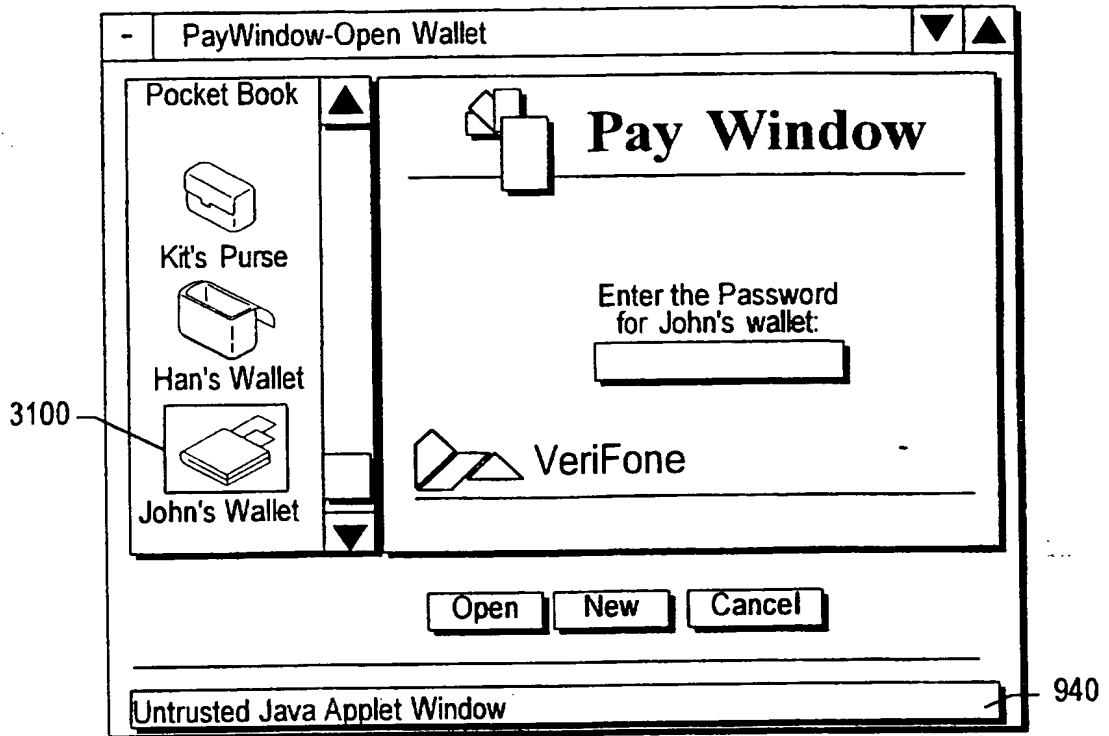 - PayWindow-Open Wallet
Pocket Book
Kit's Purse
Han's Wallet
3100
John's Wallet
Pay Window
Enter the Password
for John's wallet:
VeriFone
Open New Cancel
Untrusted Java Applet Window
940